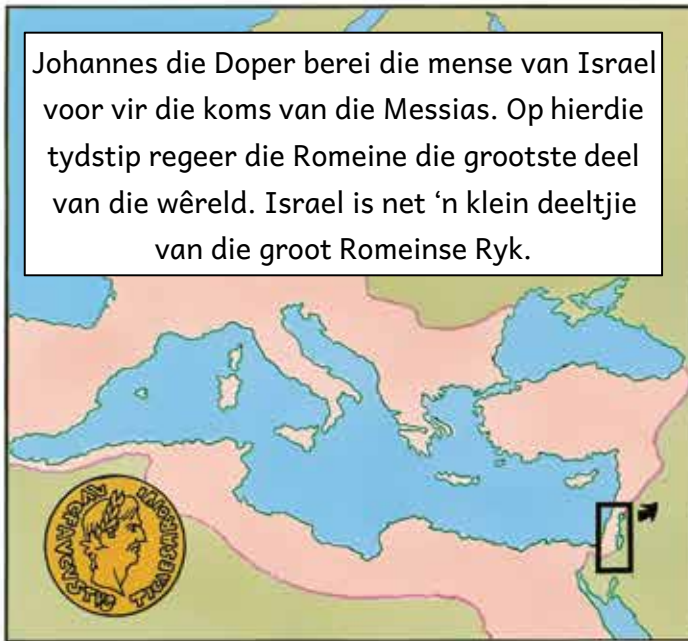 Johannes die Doper berei die mense van Israel
voor vir die koms van die Messias. Op hierdie
tydstip regeer die Romeine die grootste deel
van die wêreld. Israel is net ‘n klein deeltjie
van die groot Romeinse Ryk.